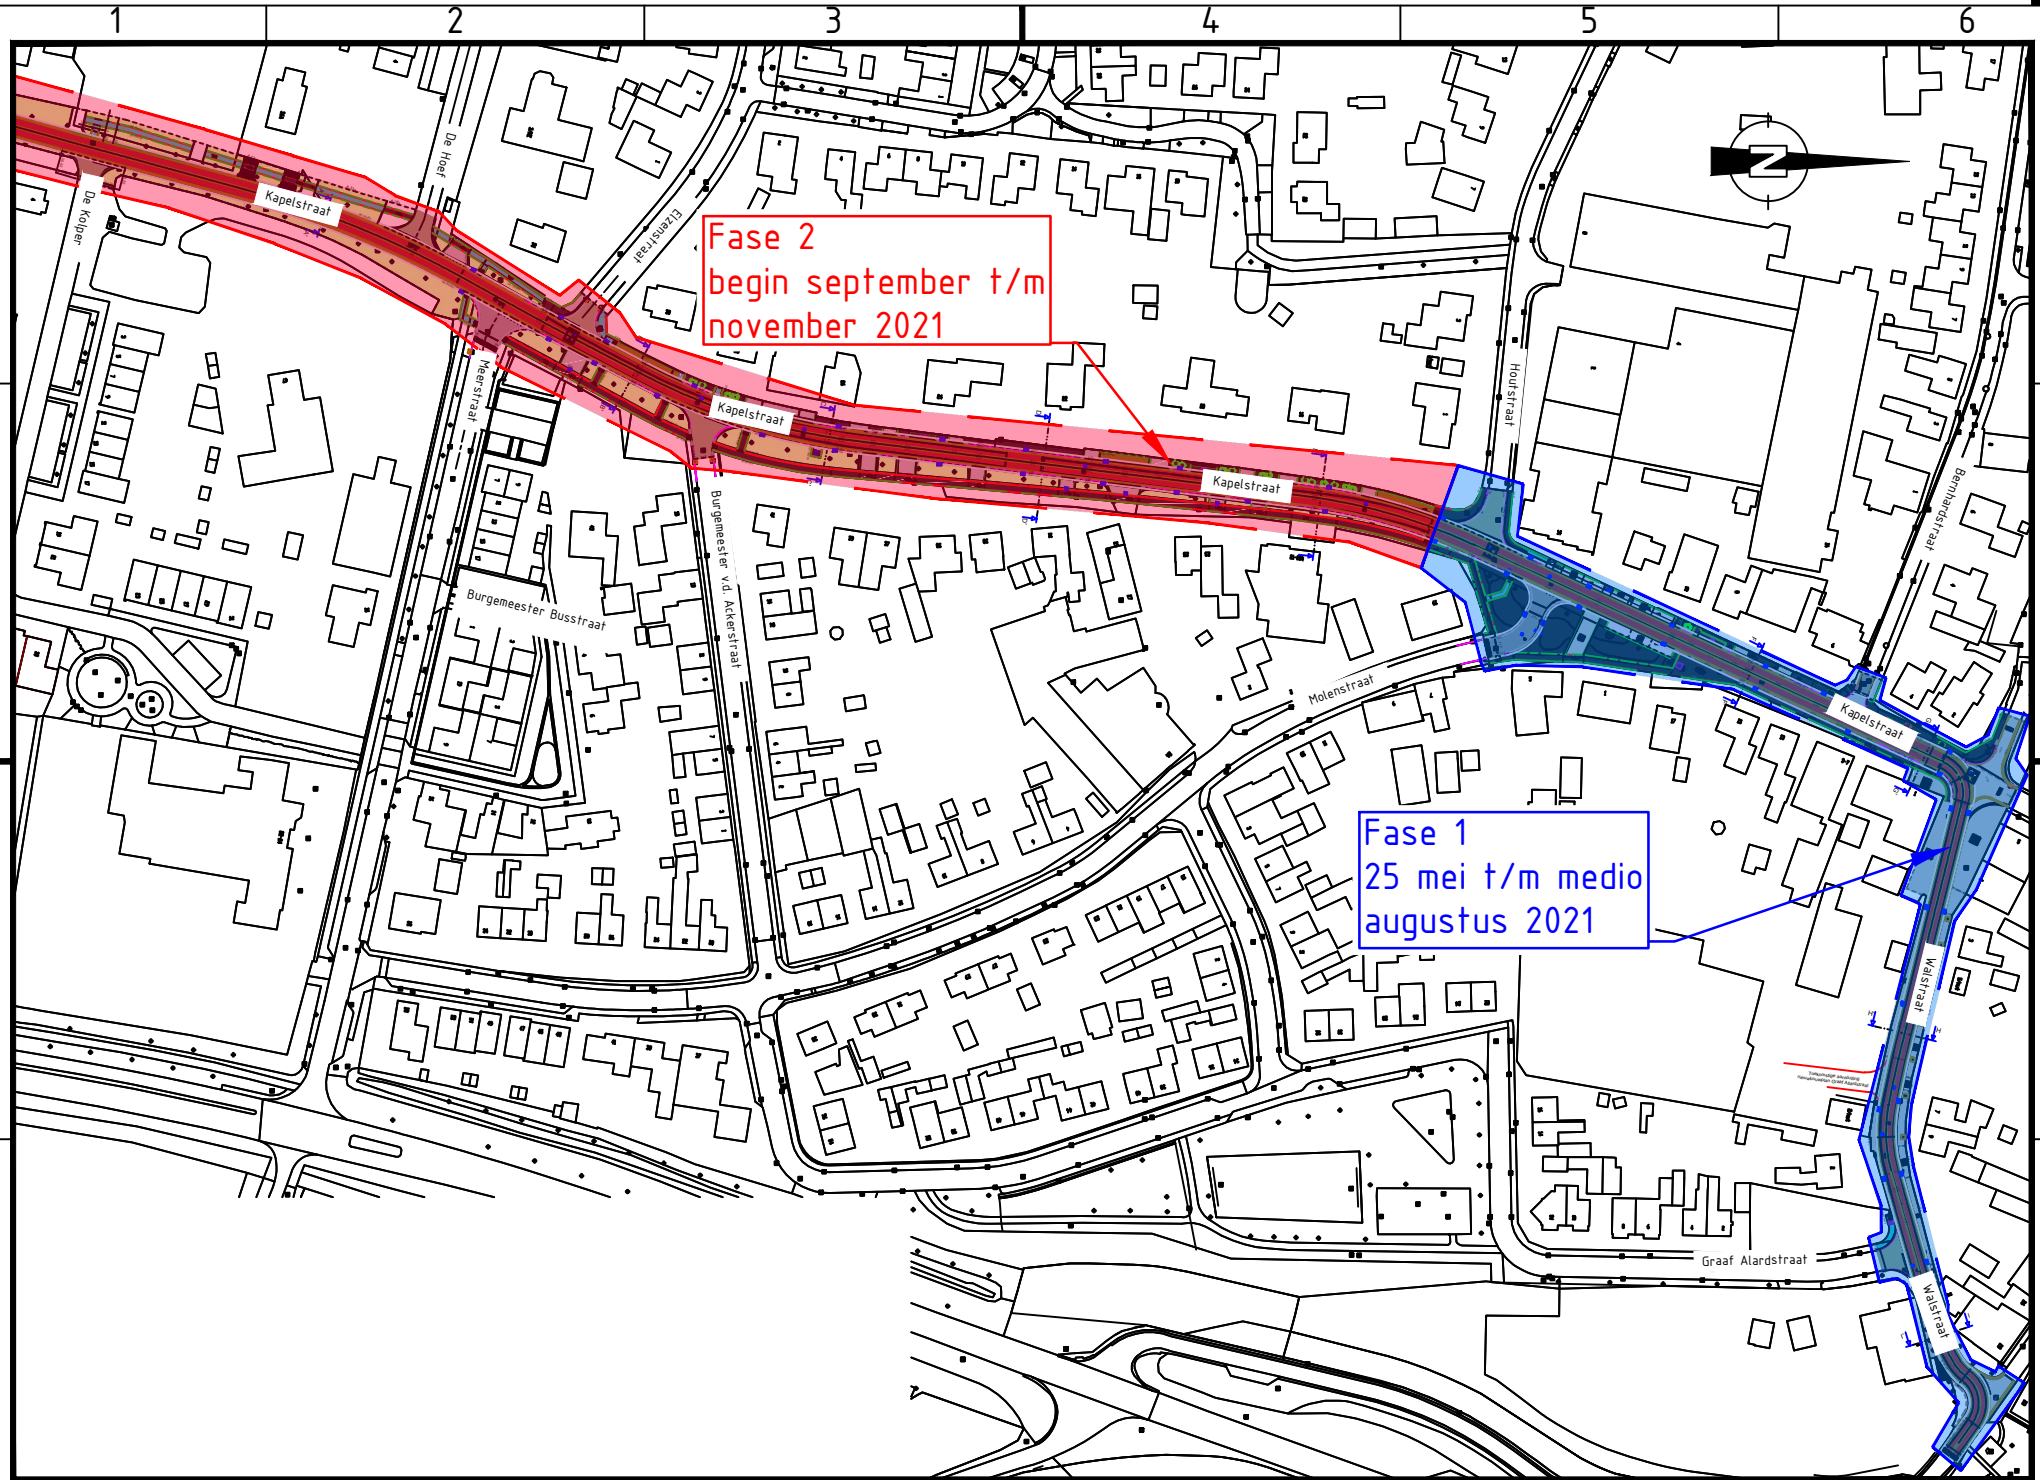 1 2 3 4 5 6
De Hoef
Kapelstraat
De Kolper
Elzenstraat
Fase 2
begin september t/m
november 2021
N
Meerstraat
Kapelstraat
Houtstraat
Kapelstraat
Bernhardstraat
Burgemeester v.d. Ackerstraat
Burgemeester Busstraat
Molenstraat
Kapelstraat
Fase 1
25 mei t/m medio
augustus 2021
Walstraat
Graaf Alardstraat
Walstraat